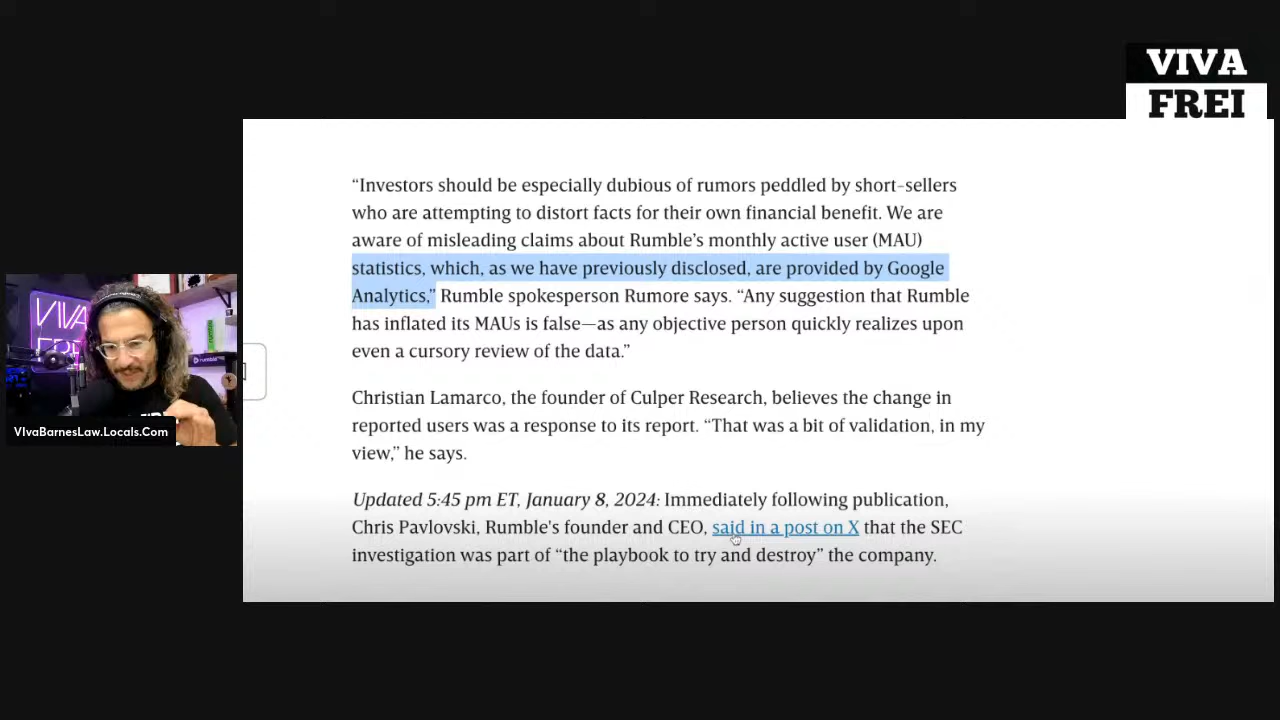 VIVA
FREI
“Investors should be especially dubious of rumors peddled by short-sellers
who are attempting to distort facts for their own financial benefit. We are
aware of misleading claims about Rumble’s monthly active user (MAU)
statistics, which, as we have previously disclosed, are provided by Google
Analytics,” Rumble spokesperson Rumore says. “Any suggestion that Rumble
has inflated its MAUs is false—as any objective person quickly realizes upon
even a cursory review of the data.”
Christian Lamarco, the founder of Culper Research, believes the change in
reported users was a response to its report. “That was a bit of validation, in my
view,” he says.
Updated 5:45 pm ET, January 8, 2024: Immediately following publication,
Chris Pavlovski, Rumble's founder and CEO, said in a post on X that the SEC
investigation was part of “the playbook to try and destroy” the company.
VIVA
rumble
VIvaBarnesLaw.Locals.Com